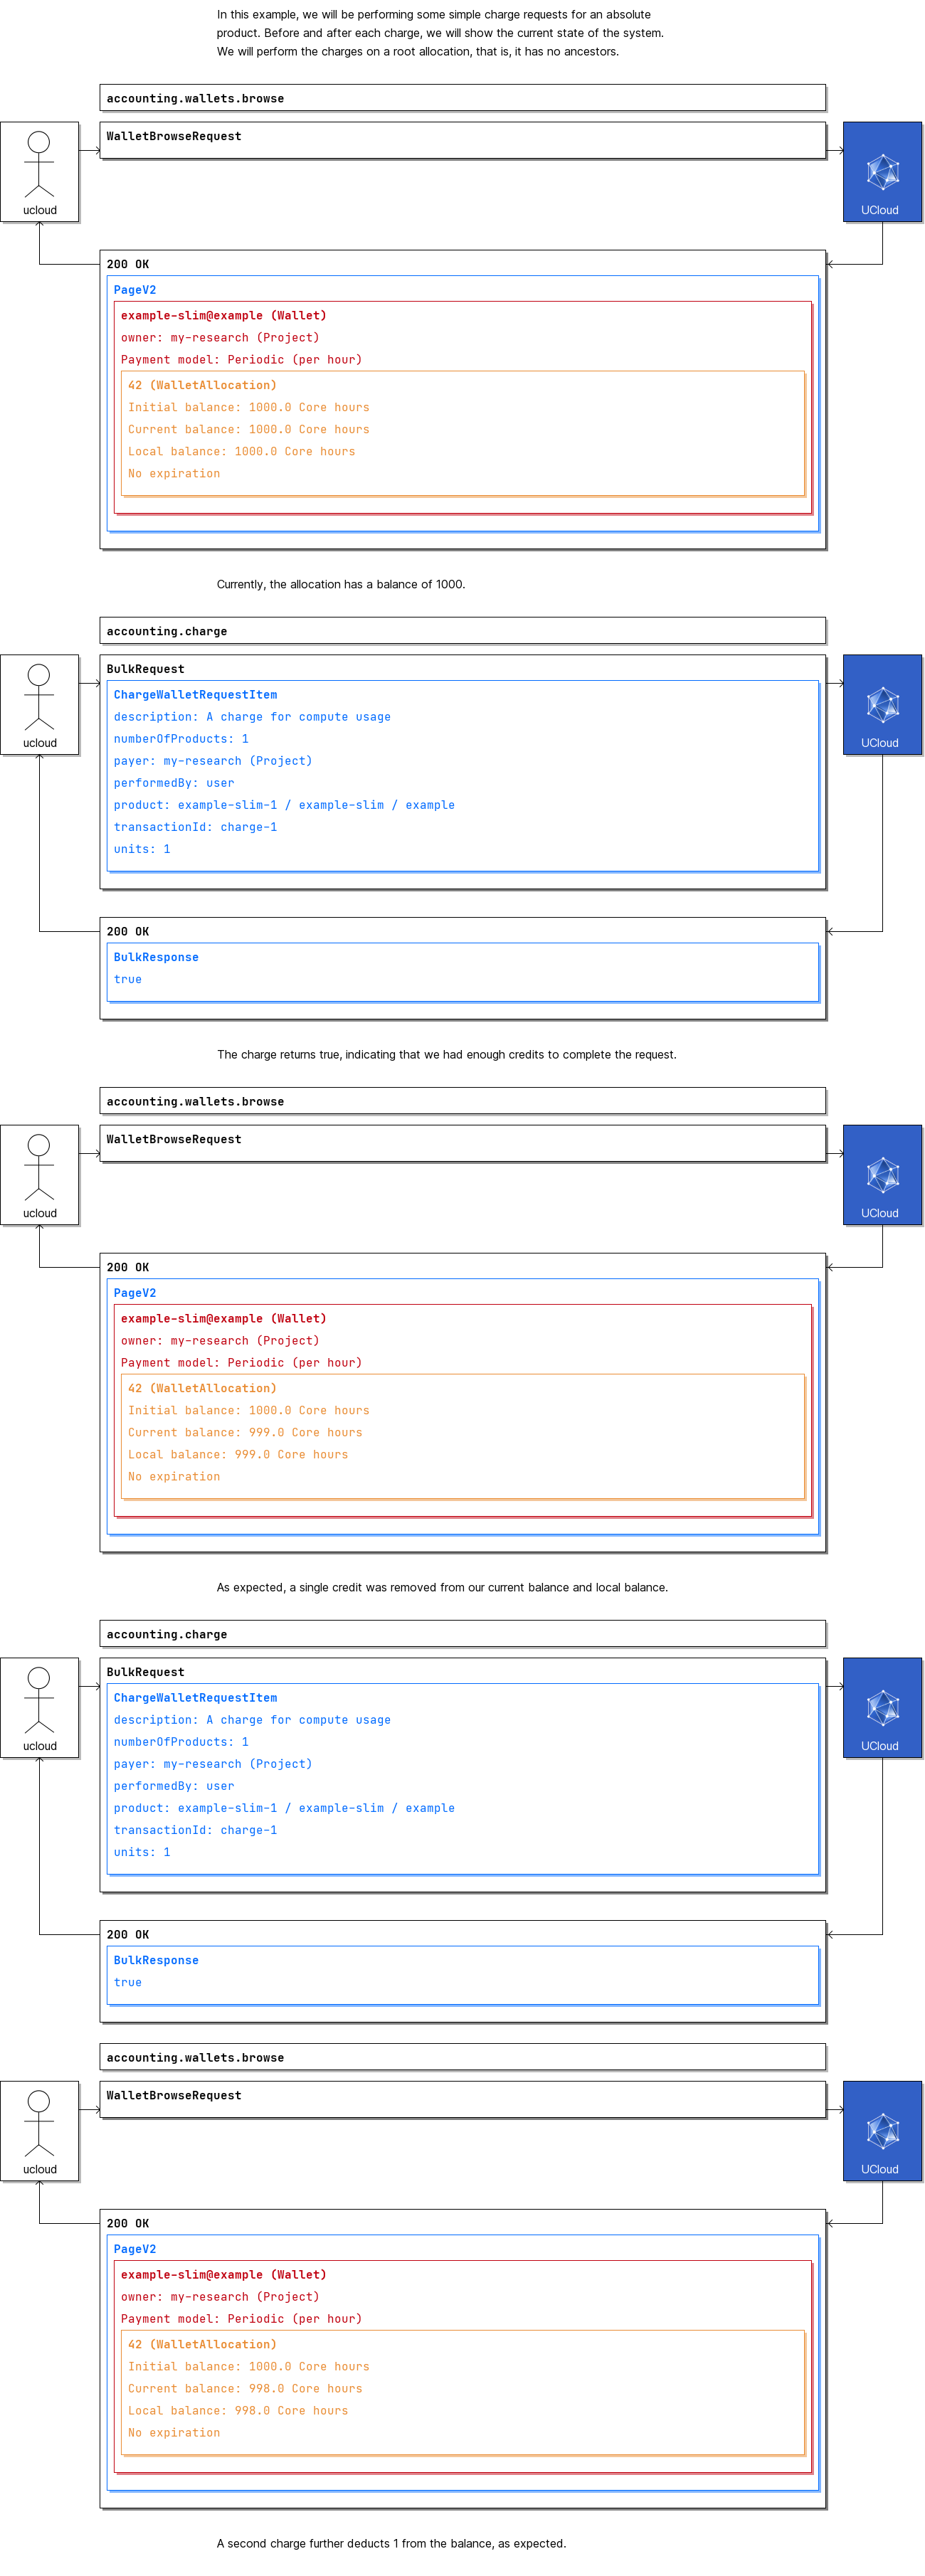 In this example, we will be performing some simple charge requests for an absolute
product. Before and after each charge, we will show the current state of the system.
We will perform the charges on a root allocation, that is, it has no ancestors.
accounting.wallets.browse
WalletBrowseRequest
ucloud
UCloud
200 OK
PageV2
example-slim@example (Wallet)
owner: my-research (Project)
Payment model: Periodic (per hour)
42 (WalletAllocation)
Initial balance: 1000.0 Core hours
Current balance: 1000.0 Core hours
Local balance: 1000.0 Core hours
No expiration
Currently, the allocation has a balance of 1000.
accounting.charge
BulkRequest
ChargeWalletRequestItem
description: A charge for compute usage
numberOfProducts: 1
payer: my-research (Project)
performedBy: user
product: example-slim-1 / example-slim / example
transactionId: charge-1
units: 1
ucloud
UCloud
200 OK
BulkResponse
true
The charge returns true, indicating that we had enough credits to complete the request.
accounting.wallets.browse
WalletBrowseRequest
ucloud
UCloud
200 OK
PageV2
example-slim@example (Wallet)
owner: my-research (Project)
Payment model: Periodic (per hour)
42 (WalletAllocation)
Initial balance: 1000.0 Core hours
Current balance: 999.0 Core hours
Local balance: 999.0 Core hours
No expiration
As expected, a single credit was removed from our current balance and local balance.
accounting.charge
BulkRequest
ChargeWalletRequestItem
description: A charge for compute usage
numberOfProducts: 1
payer: my-research (Project)
performedBy: user
product: example-slim-1 / example-slim / example
transactionId: charge-1
units: 1
ucloud
UCloud
200 OK
BulkResponse
true
accounting.wallets.browse
WalletBrowseRequest
ucloud
UCloud
200 OK
PageV2
example-slim@example (Wallet)
owner: my-research (Project)
Payment model: Periodic (per hour)
42 (WalletAllocation)
Initial balance: 1000.0 Core hours
Current balance: 998.0 Core hours
Local balance: 998.0 Core hours
No expiration
A second charge further deducts 1 from the balance, as expected.